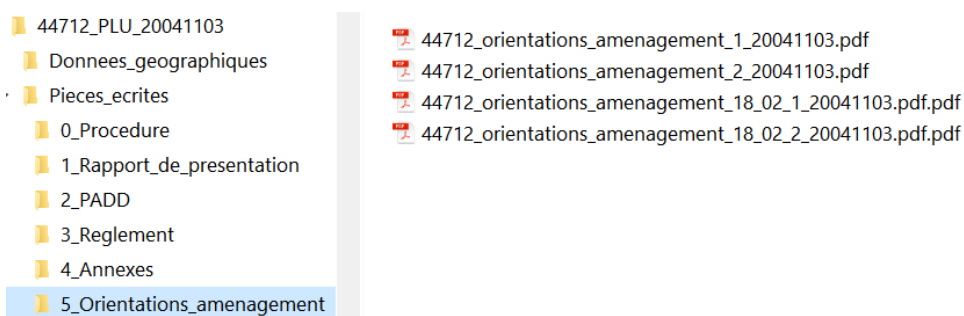 44712_PLU_20041103
Donnees_geographiques
Pieces_ecrites
0_Procedure
1_Rapport_de_presentation
2_PADD
3_Reglement
4_Annexes
5_Orientations_amenagement
44712_orientations_amenagement_1_20041103.pdf
44712_orientations_amenagement_2_20041103.pdf
44712_orientations_amenagement_18_02_1_20041103.pdf.pdf
44712_orientations_amenagement_18_02_2_20041103.pdf.pdf